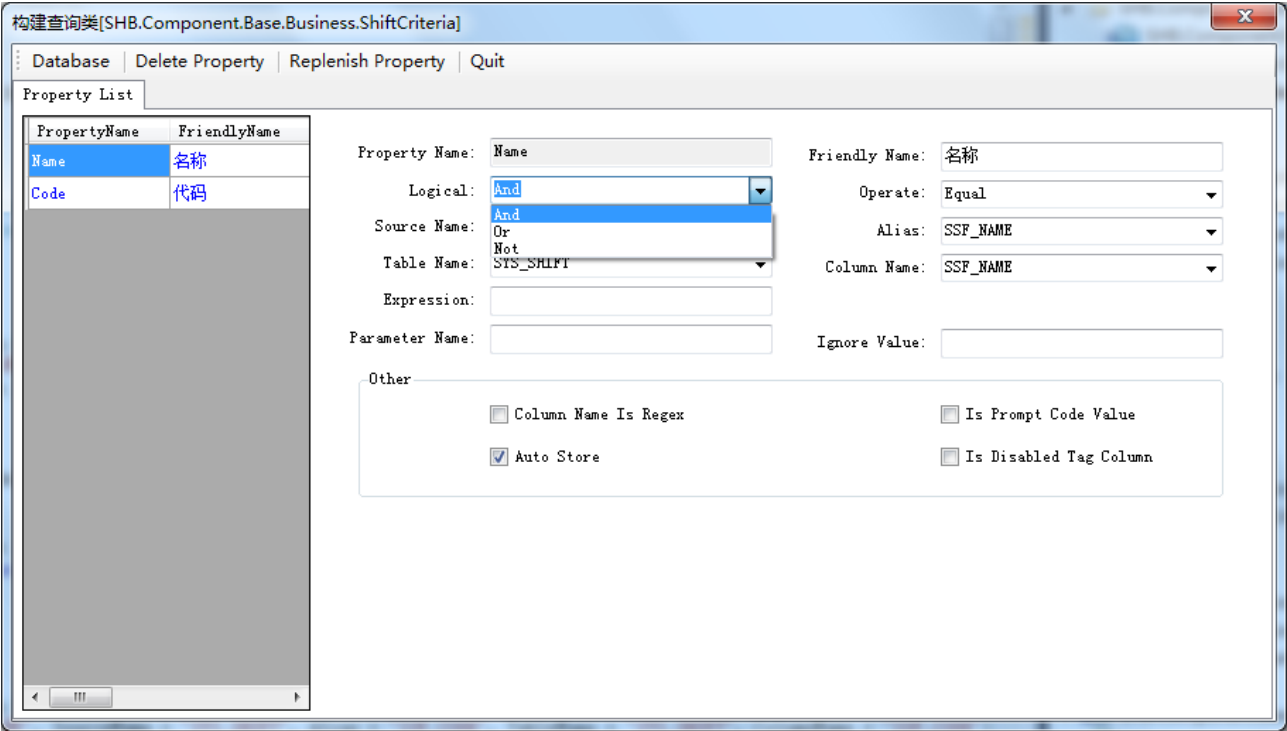 构建查询类[SHB.Component.Base.Business.ShiftCriteria]
Database Delete Property Replenish Property Quit
Property List
PropertyName FriendlyName
Name 名称
Code 代码
Property Name: Name Friendly Name: 名称
Logical: And Operate: Equal
And
Or
Not
Source Name: Alias: SSF_NAME
Table Name: SYS_SHIFT Column Name: SSF_NAME
Expression:
Parameter Name: Ignore Value:
Other
Column Name Is Regex Is Prompt Code Value
Auto Store Is Disabled Tag Column